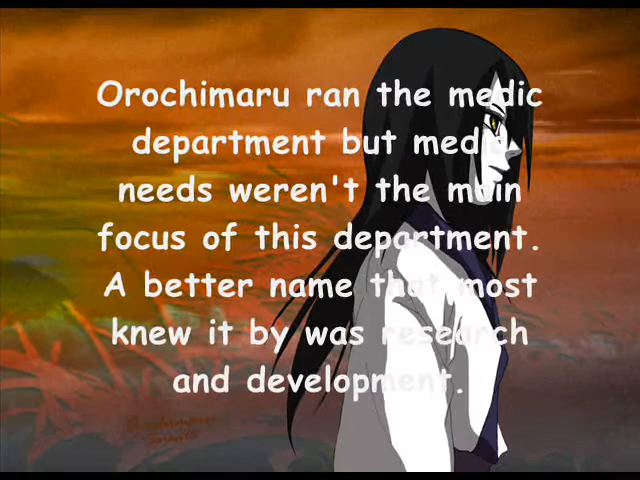 Orochimaru ran the medic
department but medic
needs weren't the main
focus of this department.
A better name that most
knew it by was research
and development.